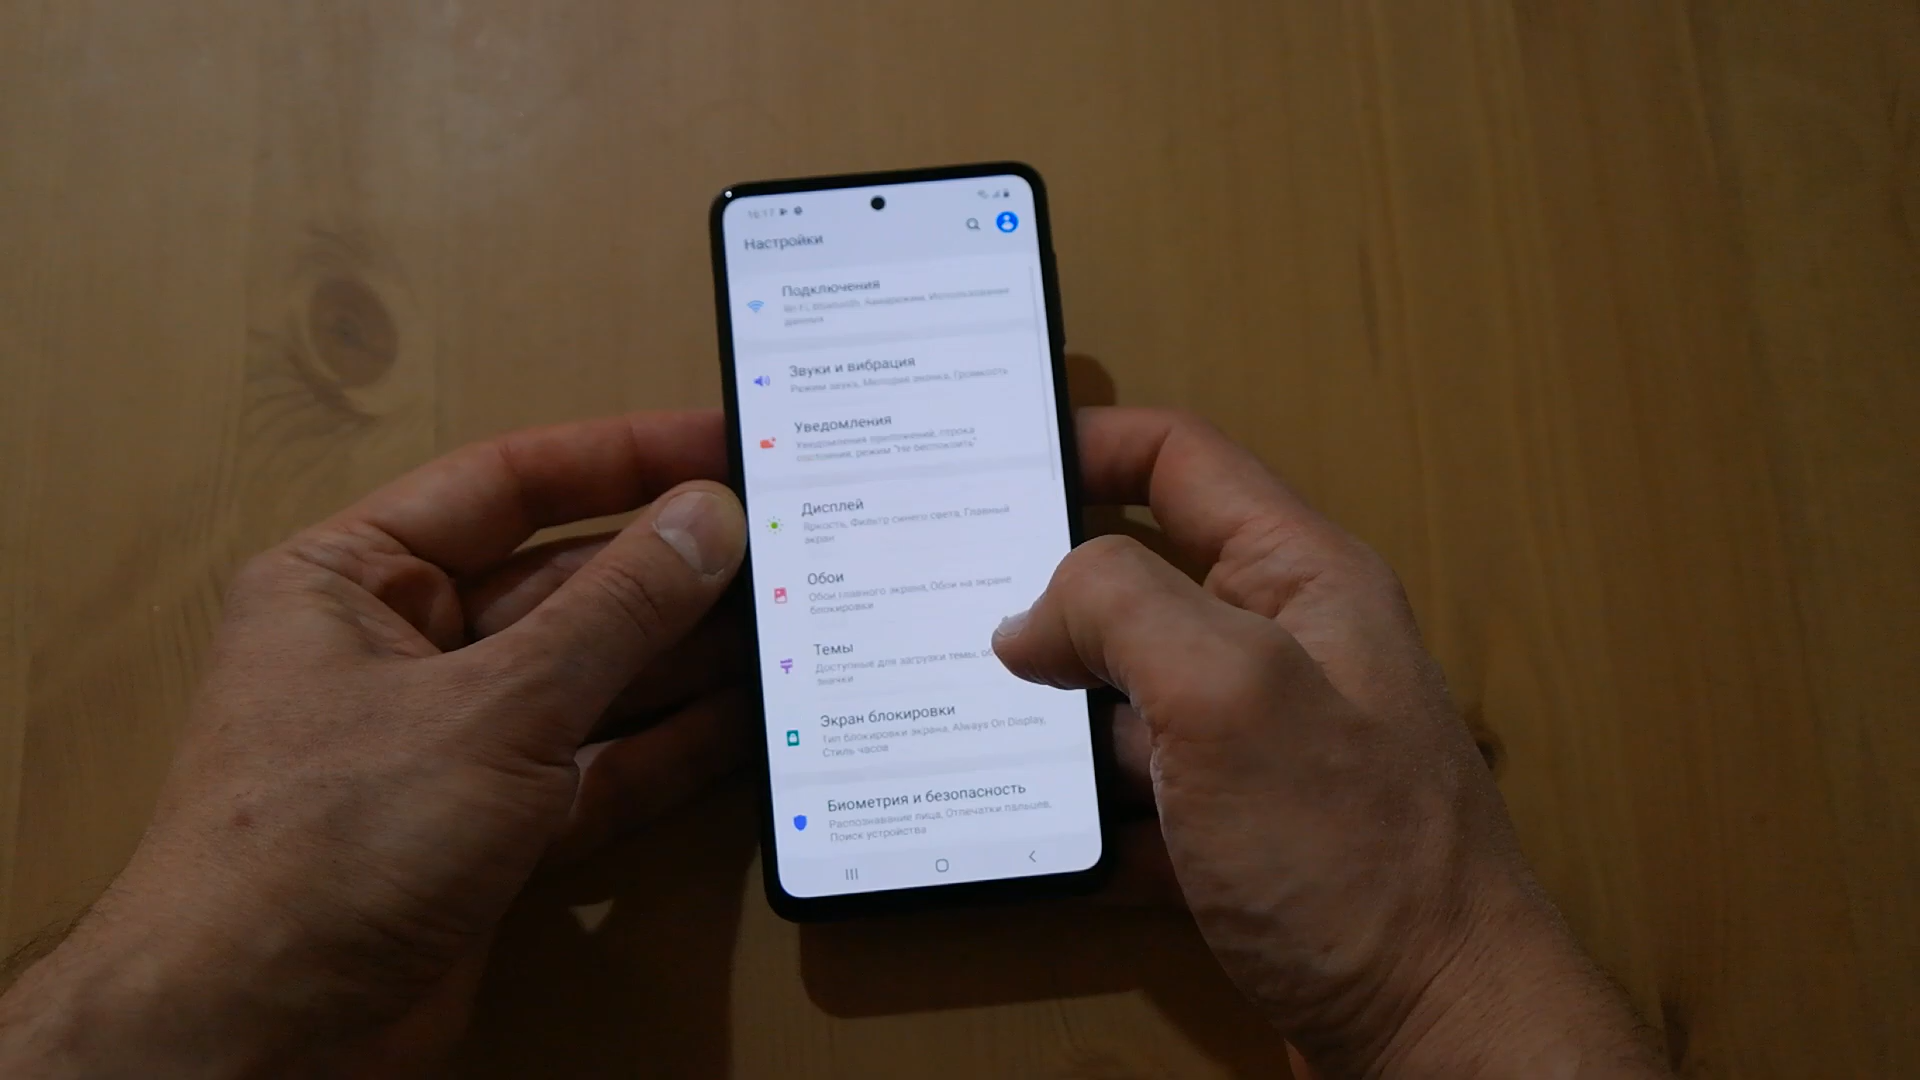 16:17
Настройки
Подключения
Wi-Fi, Bluetooth, Авиарежим, Использование
данных
Звуки и вибрация
Режим звука, Мелодия звонка, Громкость
Уведомления
Уведомления приложений, строка
состояния, режим "Не беспокоить"
Дисплей
Яркость, Фильтр синего света, Главный
экран
Обои
Обои главного экрана, Обои на экране
блокировки
Темы
Доступные для загрузки темы,
значки
Экран блокировки
Тип блокировки экрана, Always On Display,
Стиль часов
Биометрия и безопасность
Распознавание лица, Отпечатки пальцев,
Поиск устройства